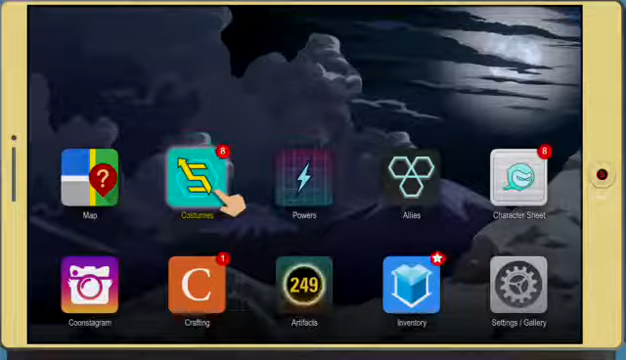 ?
8
8
Map
Costumes
Powers
Allies
Character Sheet
1
C
249
Coonstagram
Crafting
Artifacts
Inventory
Settings / Gallery